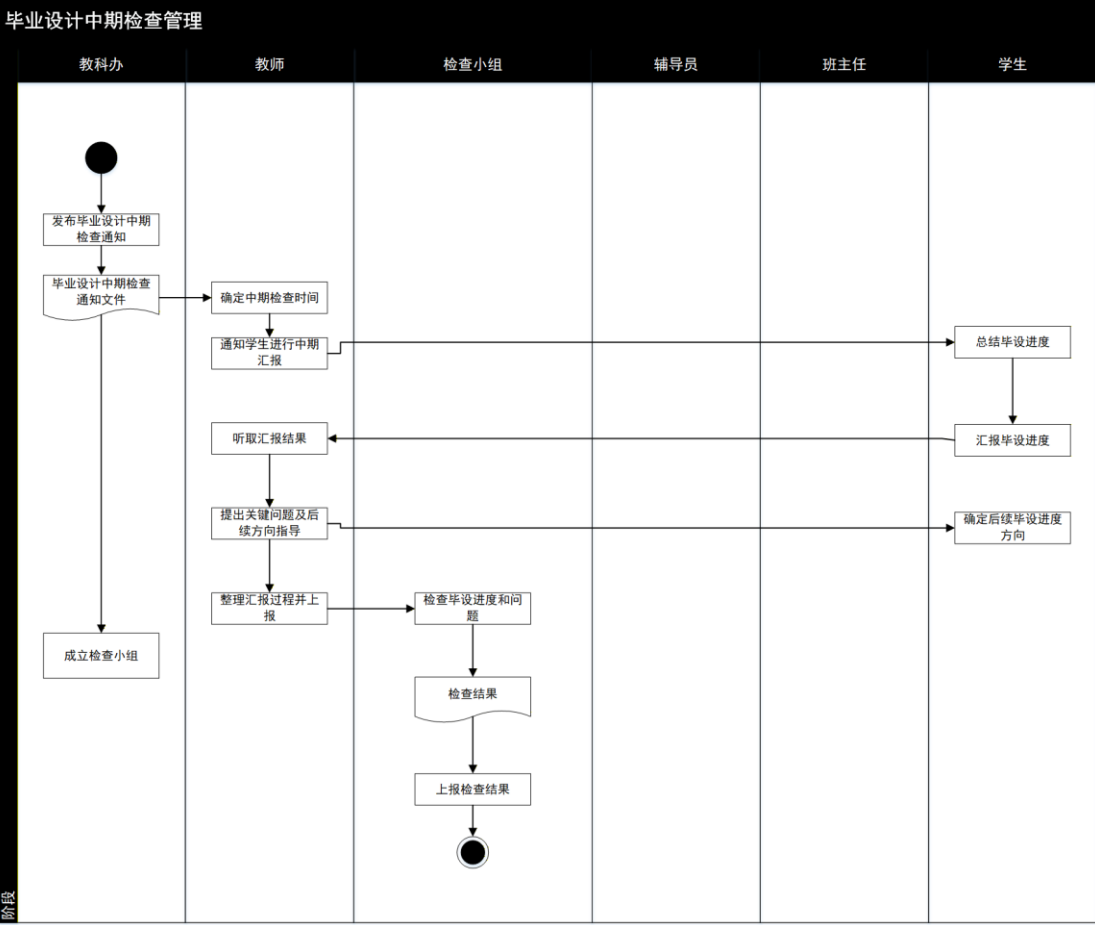 毕业设计中期检查管理
教科办
教师
检查小组
辅导员
班主任
学生
发布毕业设计中期
检查通知
毕业设计中期检查
通知文件
确定中期检查时间
通知学生进行中期
汇报
总结毕设进度
听取汇报结果
汇报毕设进度
提出关键问题及后
续方向指导
确定后续毕设进度
方向
整理汇报过程并上
报
检查毕设进度和问
题
成立检查小组
检查结果
上报检查结果
阶段